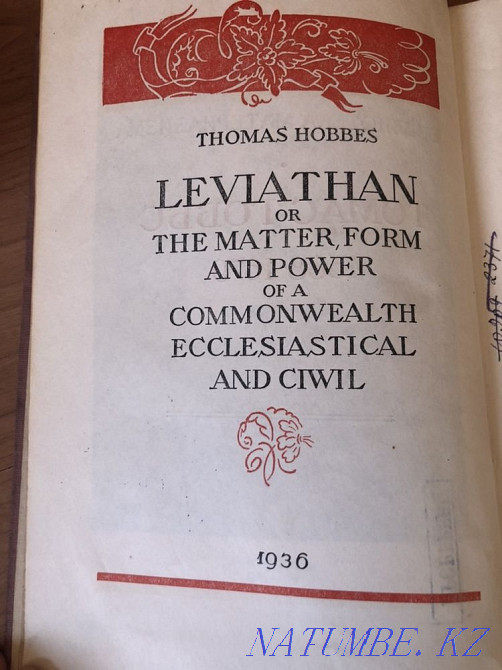 THOMAS HOBBES
LEVIATHAN
OR
THE MATTER, FORM
AND POWER
OF A
COMMONWEALTH
ECCLESIASTICAL
AND CIWIL
1936
NATUMBE. KZ